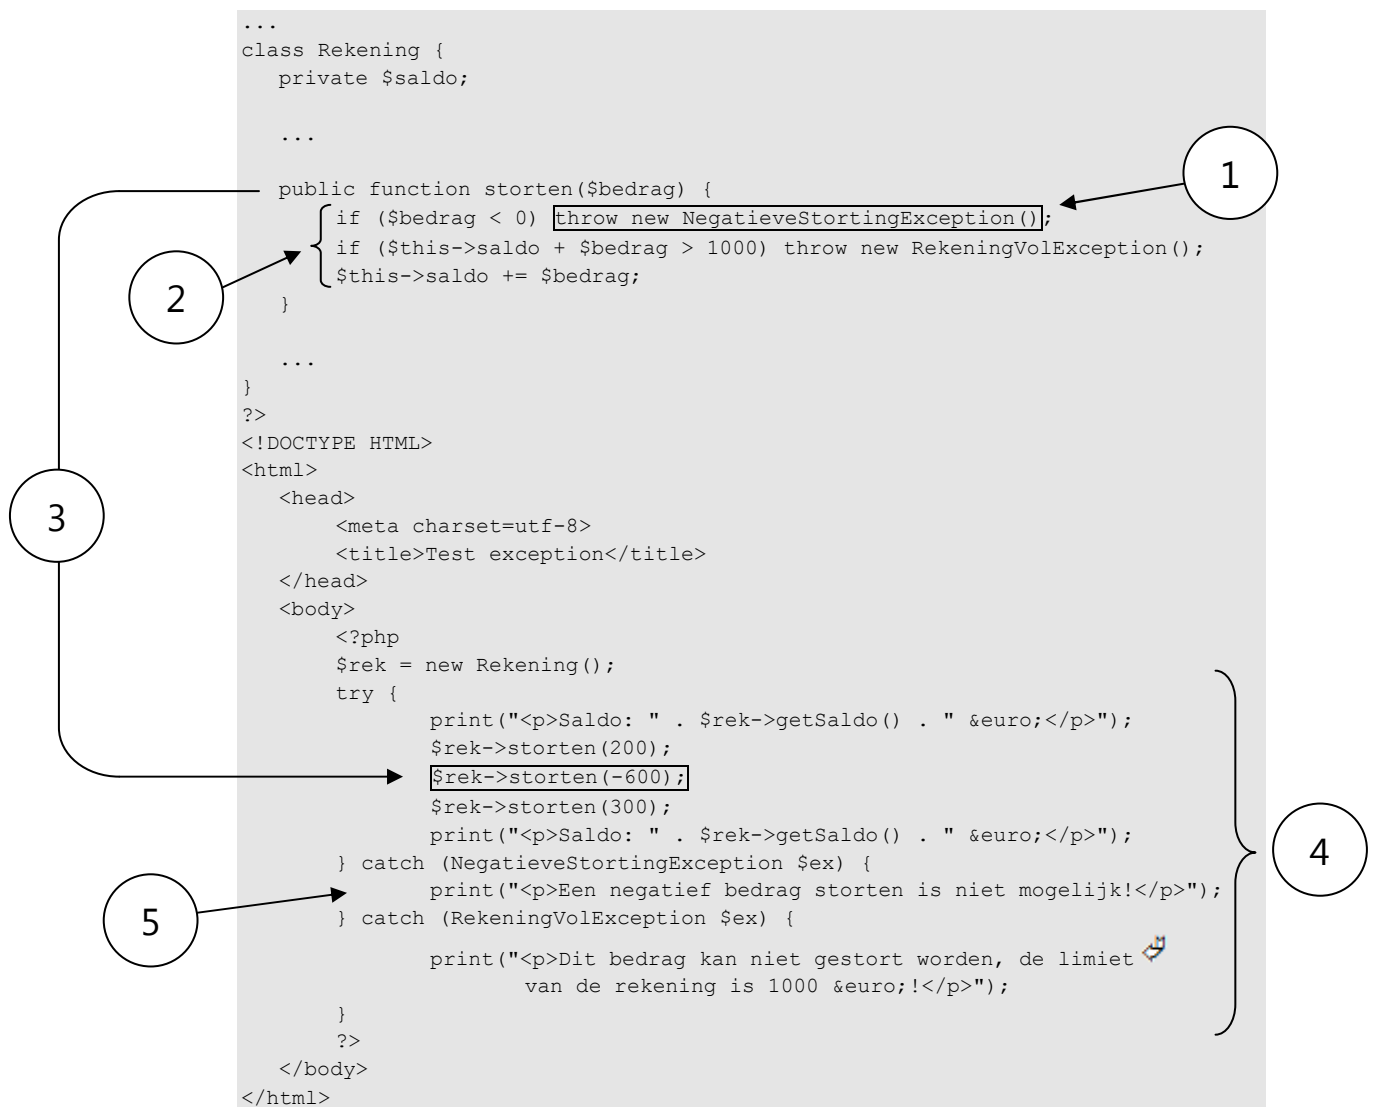 ...
class Rekening {
private $saldo;
...
public function storten($bedrag) {
if ($bedrag < 0) throw new NegatieveStortingException();
if ($this->saldo + $bedrag > 1000) throw new RekeningVolException();
$this->saldo += $bedrag;
}
...
}
?>
<!DOCTYPE HTML>
<html>
<head>
<meta charset=utf-8>
<title>Test exception</title>
</head>
<body>
<?php
$rek = new Rekening();
try {
print("<p>Saldo: " . $rek->getSaldo() . " &euro;</p>");
$rek->storten(200);
$rek->storten(-600);
$rek->storten(300);
print("<p>Saldo: " . $rek->getSaldo() . " &euro;</p>");
} catch (NegatieveStortingException $ex) {
print("<p>Een negatief bedrag storten is niet mogelijk!</p>");
} catch (RekeningVolException $ex) {
print("<p>Dit bedrag kan niet gestort worden, de limiet
van de rekening is 1000 &euro;!</p>");
}
?>
</body>
</html>
1
2
3
4
5